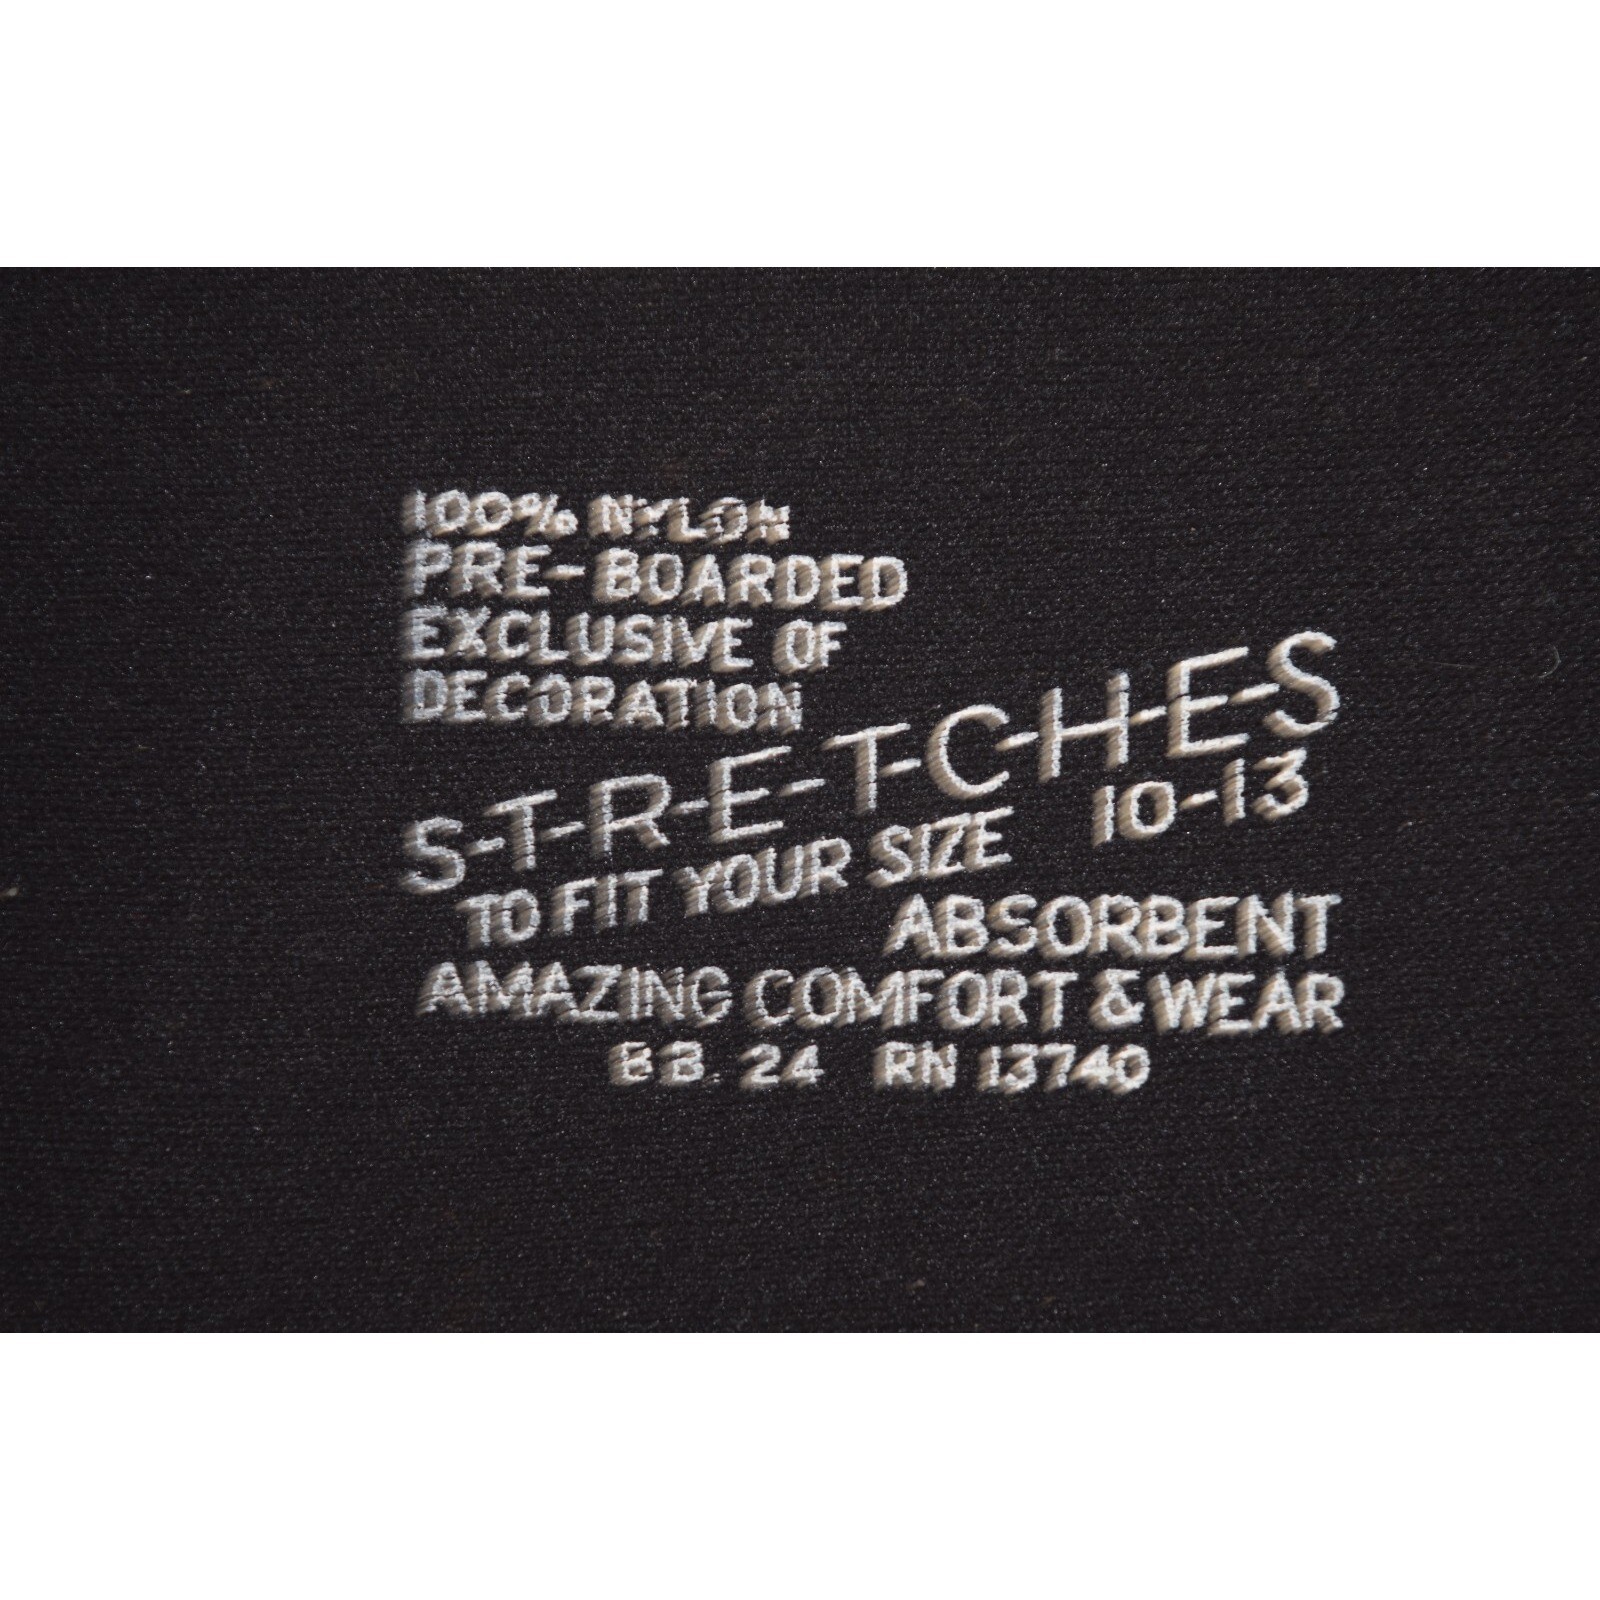 100% NYLON
PRE-BOARDED
EXCLUSIVE OF
DECORATION
S-T-R-E-T-C-H-E-S
TO FIT YOUR SIZE 10-13
ABSORBENT
AMAZING COMFORT & WEAR
BB 24 RN 13740